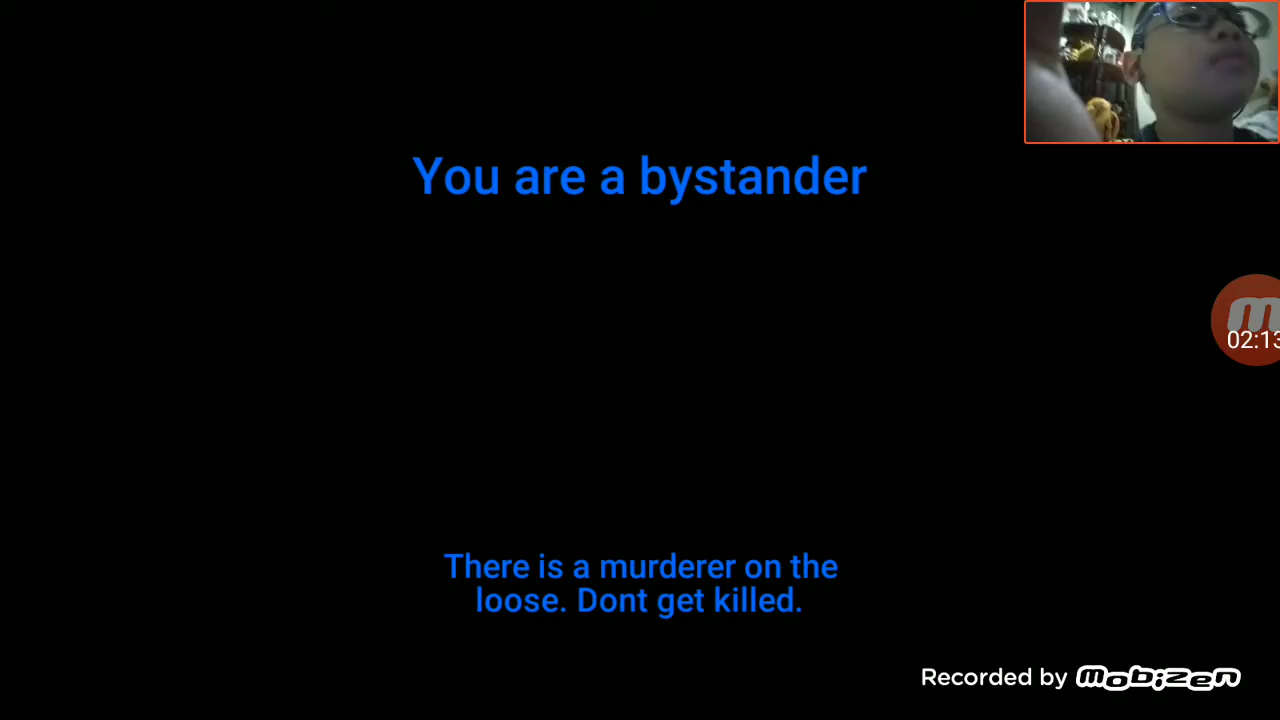 You are a bystander
02:13
There is a murderer on the
loose. Dont get killed.
Recorded by mobizen